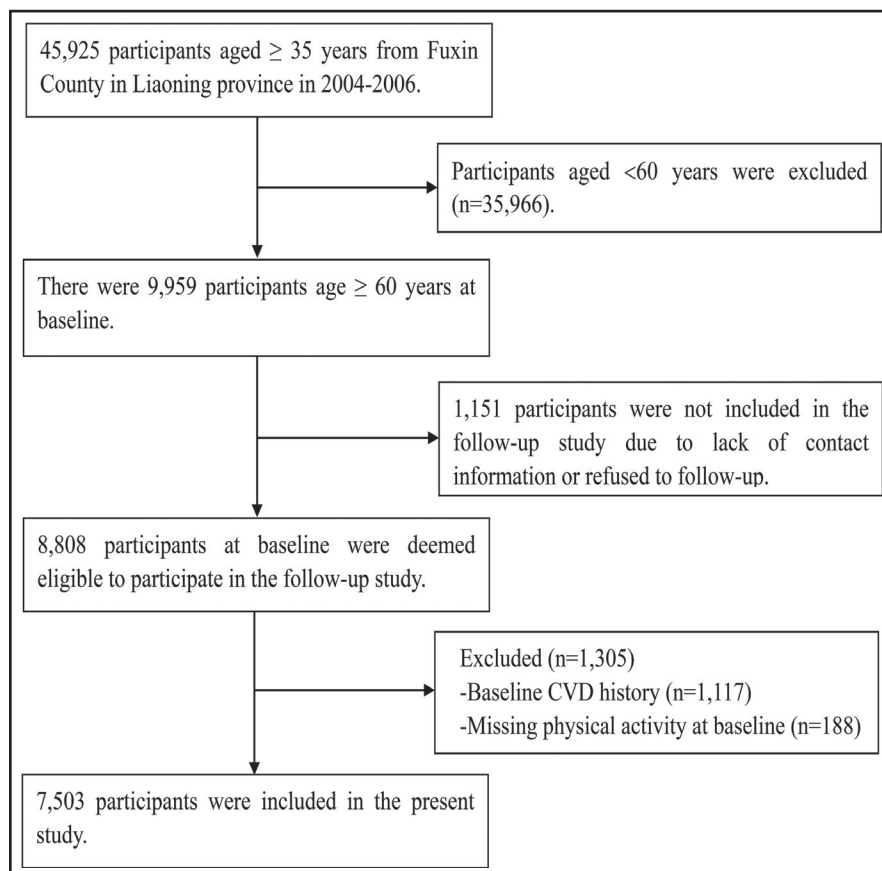 45,925 participants aged ≥ 35 years from Fuxin
County in Liaoning province in 2004-2006.
Participants aged <60 years were excluded
(n=35,966).
There were 9,959 participants age ≥ 60 years at
baseline.
1,151 participants were not included in the
follow-up study due to lack of contact
information or refused to follow-up.
8,808 participants at baseline were deemed
eligible to participate in the follow-up study.
Excluded (n=1,305)
-Baseline CVD history (n=1,117)
-Missing physical activity at baseline (n=188)
7,503 participants were included in the present
study.